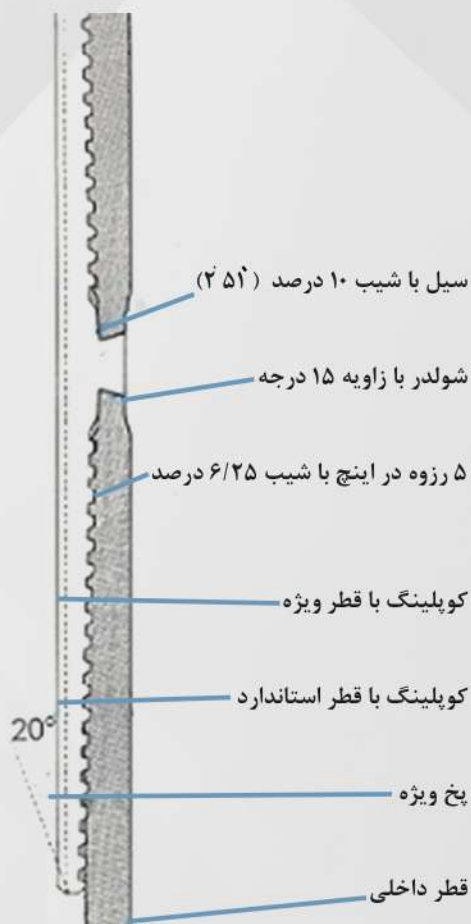 سیل با شیب ۱۰ درصد (۵۱ ۲)
شولدر با زاویه ۱۵ درجه
۵ رزوه در اینچ با شیب ۶/۲۵ درصد
کوپلینگ با قطر ویژه
کوپلینگ با قطر استاندارد
20°
پخ ویژه
قطر داخلی